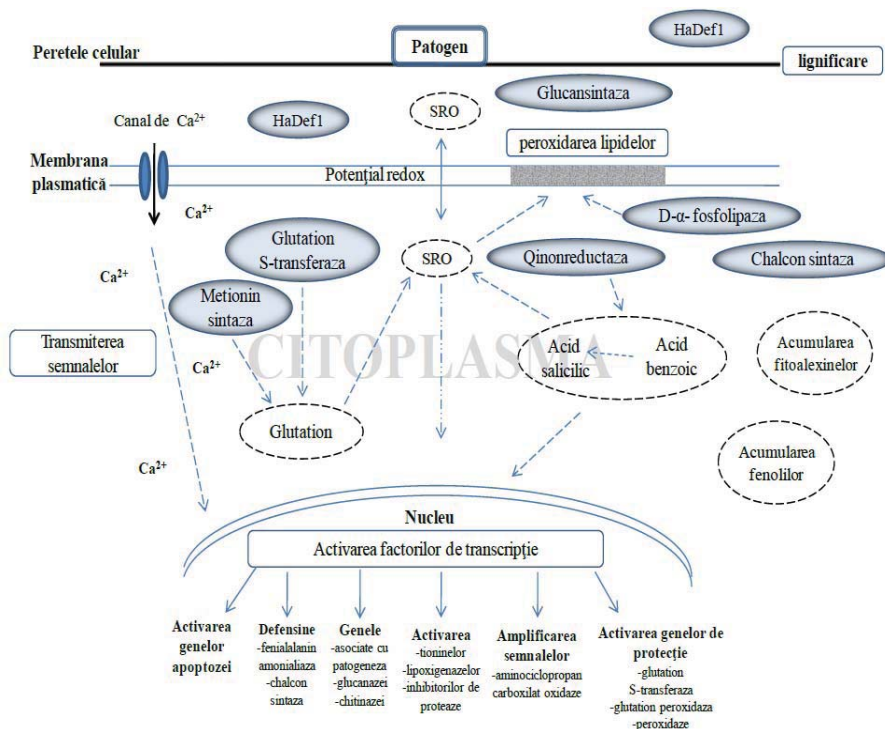 HaDef1
Patogen
Peretele celular
lignificare
Glucansintaza
SRO
HaDef1
Canal de Ca²⁺
peroxidarea lipidelor
Membrana
plasmatică
Potențial redox
Ca²⁺
D-α- fosfolipaza
Glutation
S-transferaza
SRO
Qinonreductaza
Chalcon sintaza
Ca²⁺
Metionin
sintaza
Transmiterea
semnalelor
CITOPLASMA
Ca²⁺
Acid
salicilic
Acid
benzoic
Acumularea
fitoalexinelor
Glutation
Acumularea
fenolilor
Ca²⁺
Nucleu
Activarea factorilor de transcripție
Activarea
genelor
apoptozei
Defensine
-fenialalanin
amonialiaza
-chalcon
sintaza
Genele
-asociate cu
patogeneza
-glucanazei
-chitinazei
Activarea
-tioninelor
-lipoxigenazelor
-inhibitorilor de
proteaze
Amplificarea
semnalelor
-aminociclopropan
carboxilat oxidaze
Activarea genelor de
protecție
-glutation
S-transferaza
-glutation peroxidaza
-peroxidaze